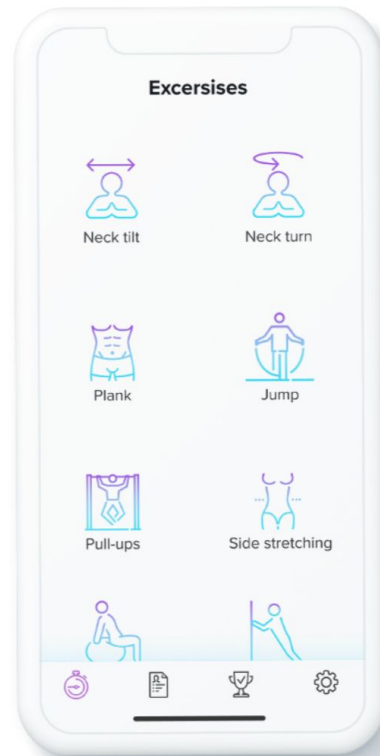 Excersises
Neck tilt
Neck turn
Plank
Jump
Pull-ups
Side stretching